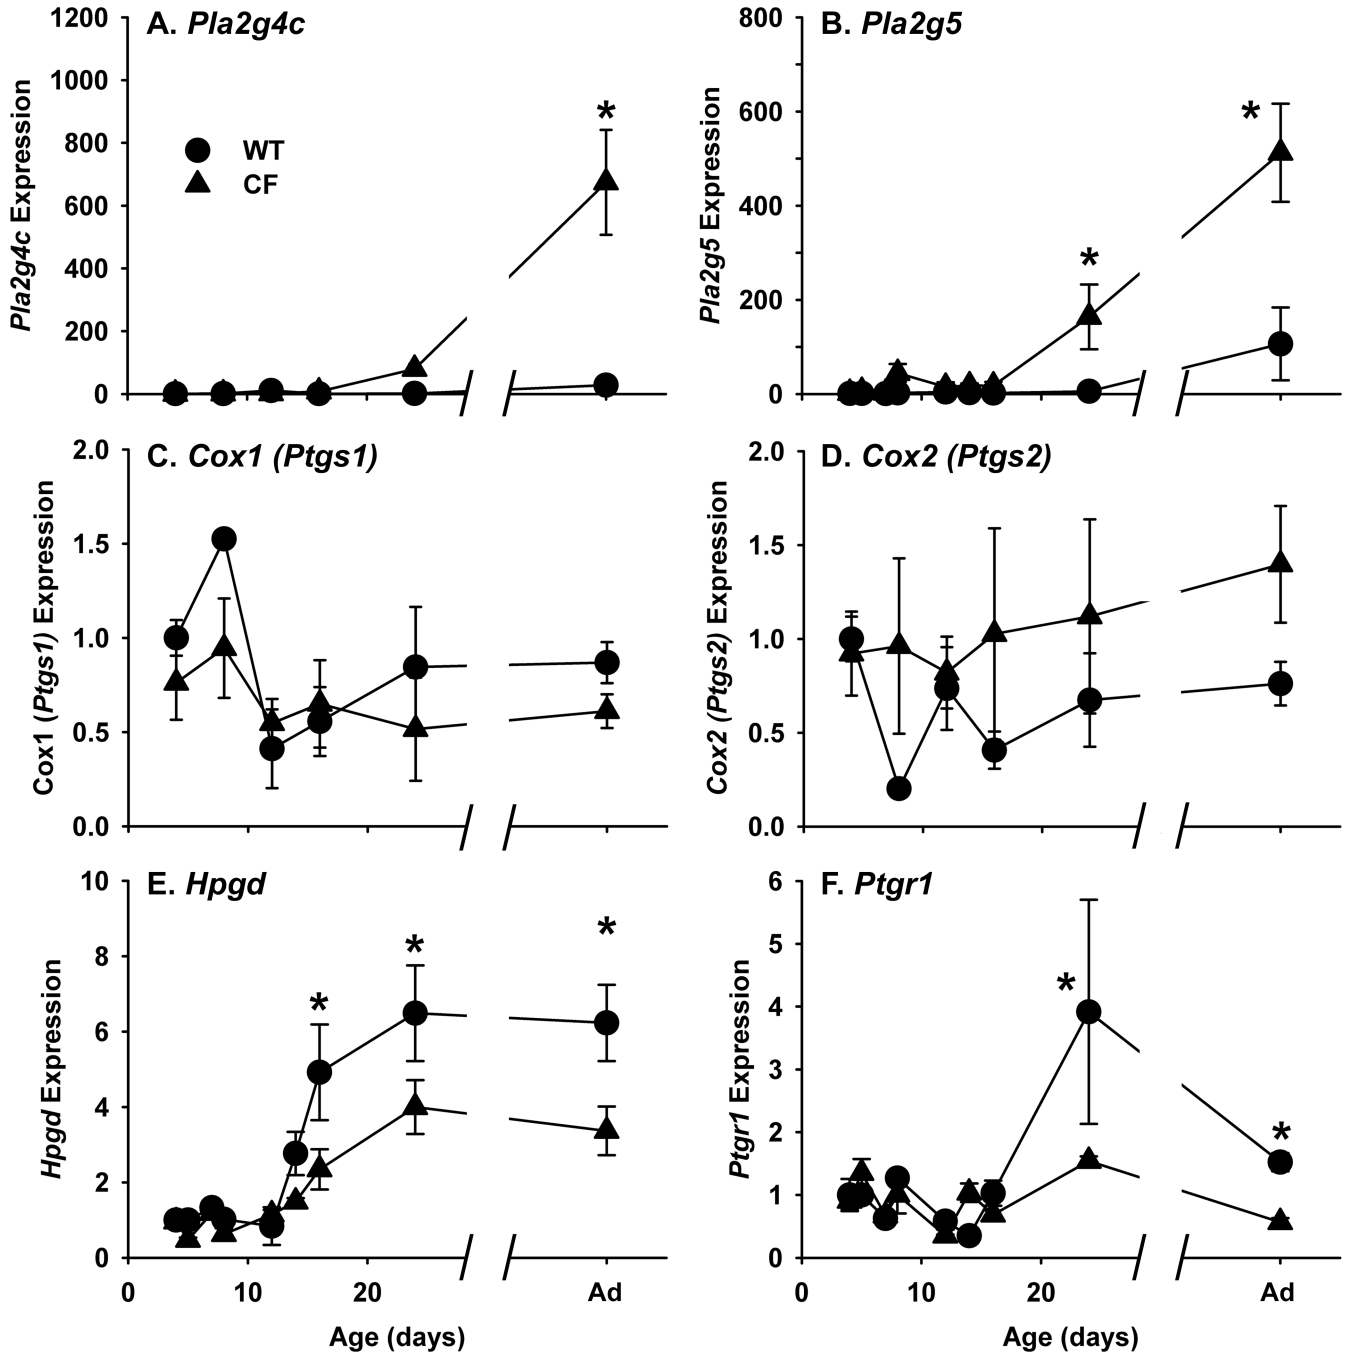 A. Pla2g4c
1200
1000
800
600
400
200
0
Pla2g4c Expression
WT
CF
*
B. Pla2g5
800
600
400
200
0
Pla2g5 Expression
*
*
C. Cox1 (Ptgs1)
2.0
1.5
1.0
0.5
0.0
Cox1 (Ptgs1) Expression
D. Cox2 (Ptgs2)
2.0
1.5
1.0
0.5
0.0
Cox2 (Ptgs2) Expression
E. Hpgd
10
8
6
4
2
0
Hpgd Expression
*
*
*
0 10 20 Ad
Age (days)
F. Ptgr1
6
5
4
3
2
1
0
Ptgr1 Expression
*
*
0 10 20 Ad
Age (days)